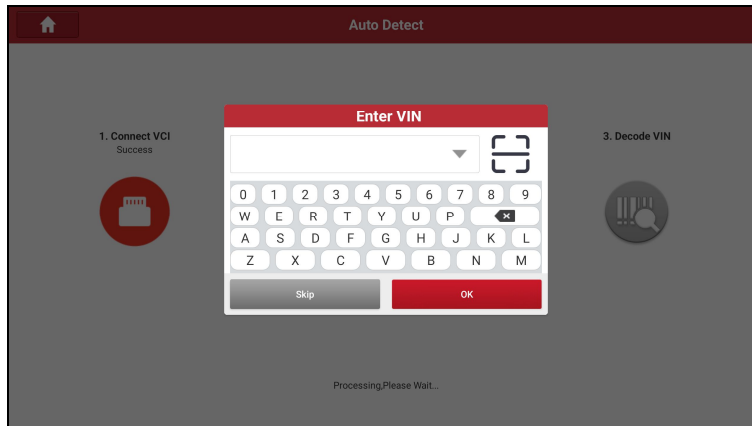 Auto Detect
Enter VIN
1. Connect VCI
Success
3. Decode VIN
0 1 2 3 4 5 6 7 8 9
W E R T Y U P
A S D F G H J K L
Z X C V B N M
Skip
OK
Processing,Please Wait...